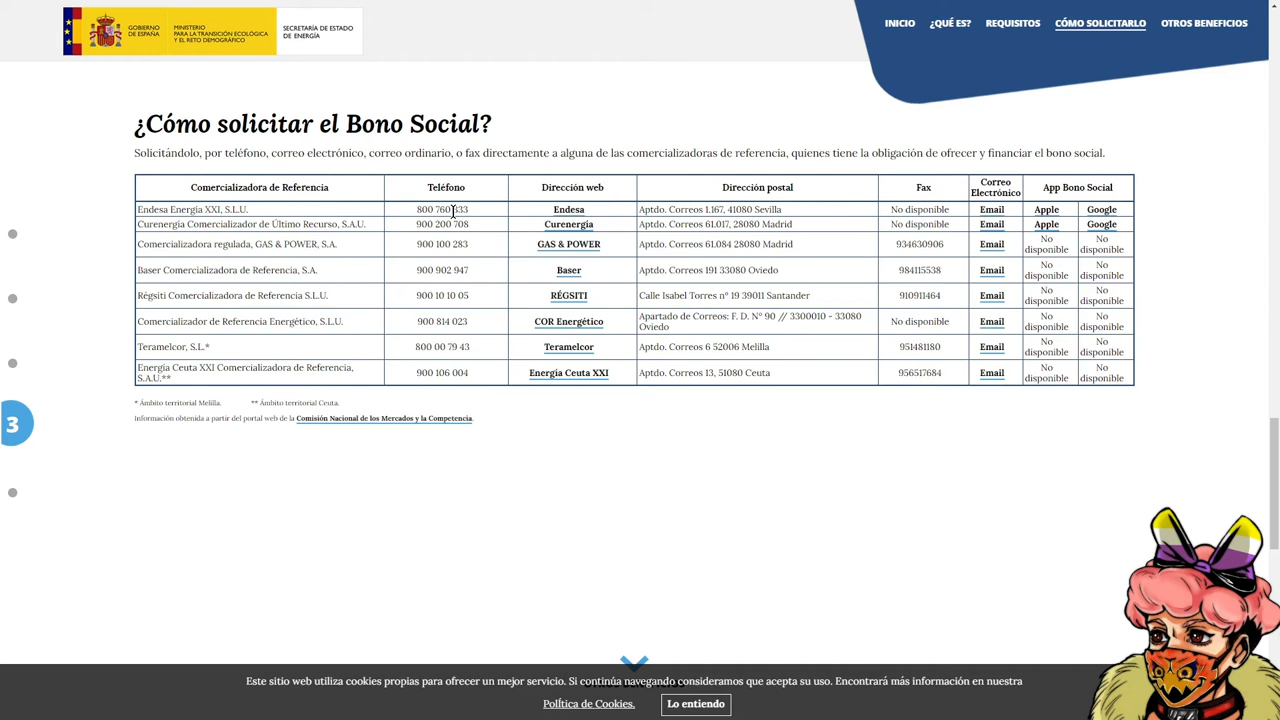 GOBIERNO
DE ESPAÑA
MINISTERIO
PARA LA TRANSICIÓN ECOLÓGICA
Y EL RETO DEMOGRÁFICO
SECRETARÍA DE ESTADO
DE ENERGÍA
INICIO ¿QUÉ ES? REQUISITOS CÓMO SOLICITARLO OTROS BENEFICIOS
¿Cómo solicitar el Bono Social?
Solicitándolo, por teléfono, correo electrónico, correo ordinario, o fax directamente a alguna de las comercializadoras de referencia, quienes tiene la obligación de ofrecer y financiar el bono social.
Comercializadora de Referencia Teléfono Dirección web Dirección postal Fax Correo Electrónico App Bono Social
Endesa Energía XXI, S.L.U. 800 760 333 Endesa Aptdo. Correos 1.167, 41080 Sevilla No disponible Email Apple Google
Curenergía Comercializador de Último Recurso, S.A.U. 900 200 708 Curenergía Aptdo. Correos 61.017, 28080 Madrid No disponible Email Apple Google
Comercializadora regulada, GAS & POWER, S.A. 900 100 283 GAS & POWER Aptdo. Correos 61.084 28080 Madrid 934630906 Email No disponible No disponible
Baser Comercializadora de Referencia, S.A. 900 902 947 Baser Aptdo. Correos 191 33080 Oviedo 984115538 Email No disponible No disponible
Régsiti Comercializadora de Referencia S.L.U. 900 10 10 05 RÉGSITI Calle Isabel Torres nº 19 39011 Santander 910911464 Email No disponible No disponible
Comercializador de Referencia Energético, S.L.U. 900 814 023 COR Energético Apartado de Correos: F. D. Nº 90 // 3300010 - 33080 Oviedo No disponible Email No disponible No disponible
Teramelcor, S.L.* 800 00 79 43 Teramelcor Aptdo. Correos 6 52006 Melilla 951481180 Email No disponible No disponible
Energía Ceuta XXI Comercializadora de Referencia, S.A.U.** 900 106 004 Energía Ceuta XXI Aptdo. Correos 13, 51080 Ceuta 956517684 Email No disponible No disponible
* Ámbito territorial Melilla. ** Ámbito territorial Ceuta.
Información obtenida a partir del portal web de la Comisión Nacional de los Mercados y la Competencia.
3
Este sitio web utiliza cookies propias para ofrecer un mejor servicio. Si continúa navegando consideramos que acepta su uso. Encontrará más información en nuestra
Política de Cookies. Lo entiendo